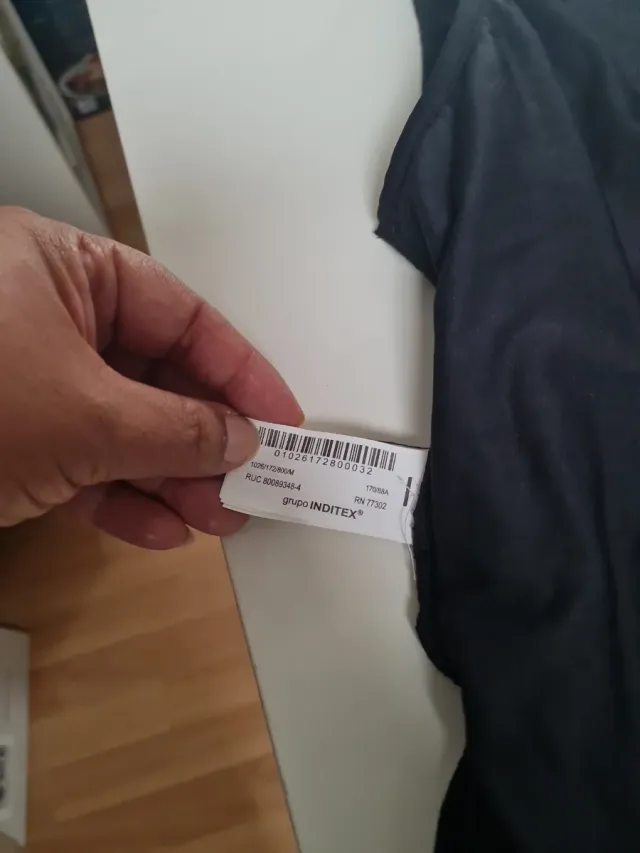 01026172800032
1026/172/800/M
170/88A
RUC 80089348-4
RN 77302
grupo INDITEX®